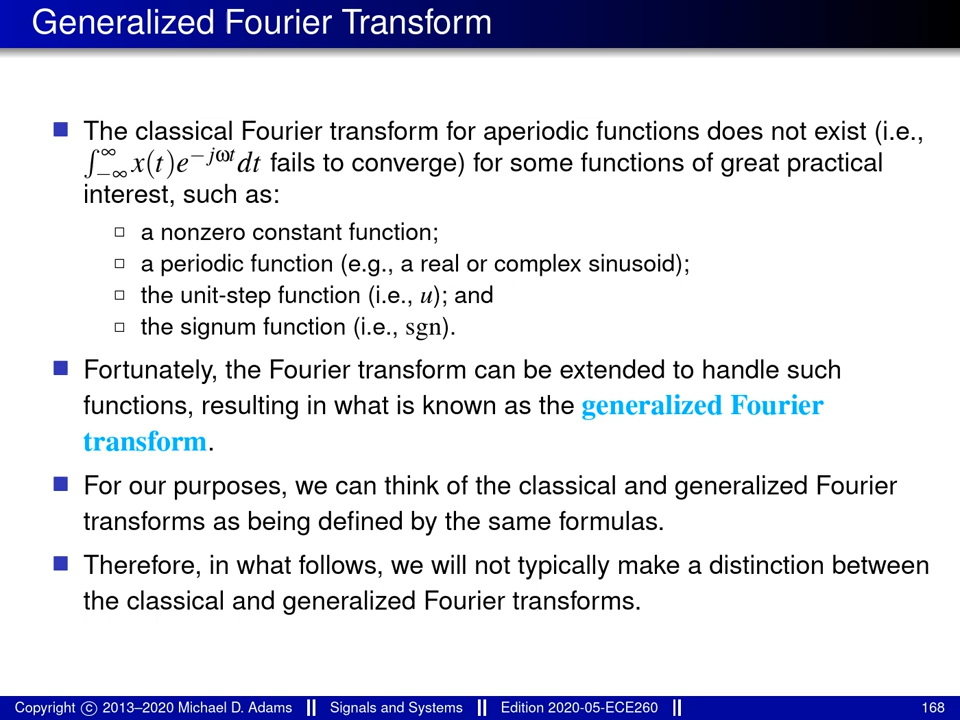 Generalized Fourier Transform
The classical Fourier transform for aperiodic functions does not exist (i.e.,
∫_{−∞}^{∞} x(t)e^{−jωt}dt fails to converge) for some functions of great practical
interest, such as:
a nonzero constant function;
a periodic function (e.g., a real or complex sinusoid);
the unit-step function (i.e., u); and
the signum function (i.e., sgn).
Fortunately, the Fourier transform can be extended to handle such
functions, resulting in what is known as the generalized Fourier
transform.
For our purposes, we can think of the classical and generalized Fourier
transforms as being defined by the same formulas.
Therefore, in what follows, we will not typically make a distinction between
the classical and generalized Fourier transforms.
Copyright © 2013–2020 Michael D. Adams Signals and Systems Edition 2020-05-ECE260 168